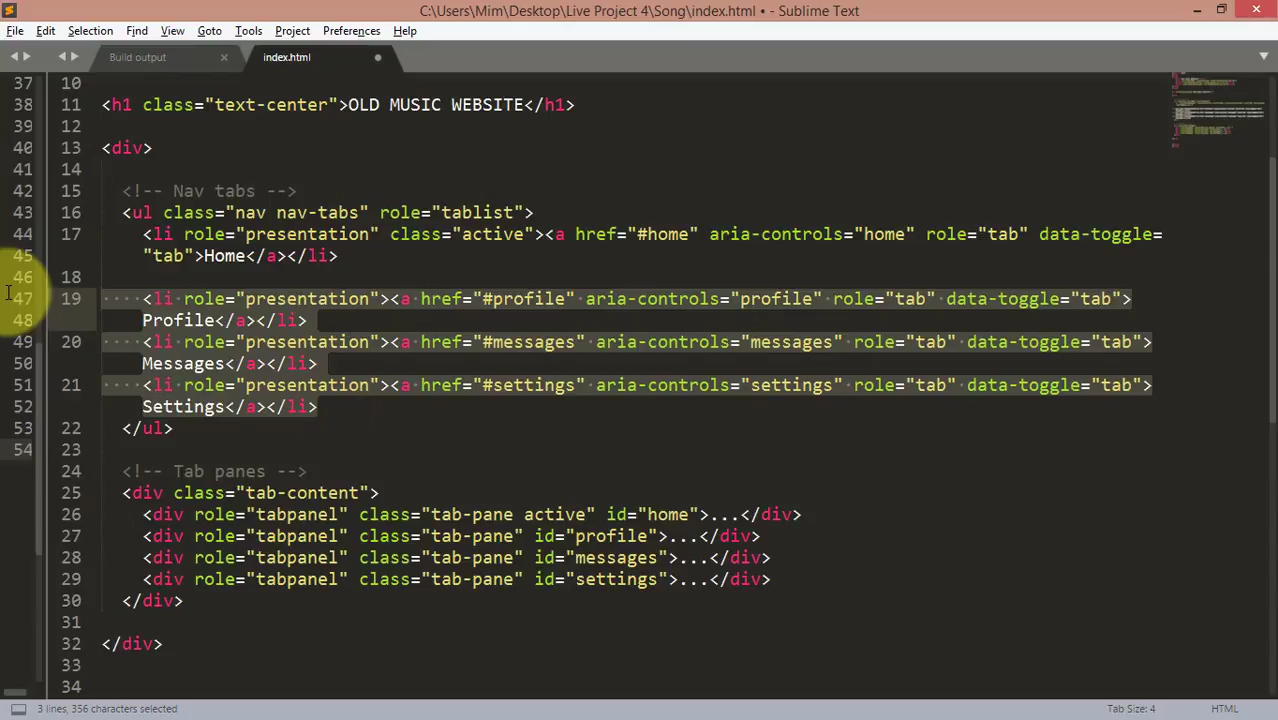 C:\Users\Mim\Desktop\Live Project 4\Song\index.html • - Sublime Text
File Edit Selection Find View Goto Tools Project Preferences Help
Build output × index.html
37 10
38 11 <h1 class="text-center">OLD MUSIC WEBSITE</h1>
39 12
40 13 <div>
41 14
42 15 <!-- Nav tabs -->
43 16 <ul class="nav nav-tabs" role="tablist">
44 17 <li role="presentation" class="active"><a href="#home" aria-controls="home" role="tab" data-toggle=
45 "tab">Home</a></li>
46 18
47 19 <li role="presentation"><a href="#profile" aria-controls="profile" role="tab" data-toggle="tab">
48 Profile</a></li>
49 20 <li role="presentation"><a href="#messages" aria-controls="messages" role="tab" data-toggle="tab">
50 Messages</a></li>
51 21 <li role="presentation"><a href="#settings" aria-controls="settings" role="tab" data-toggle="tab">
52 Settings</a></li>
53 22 </ul>
54 23
24 <!-- Tab panes -->
25 <div class="tab-content">
26 <div role="tabpanel" class="tab-pane active" id="home">...</div>
27 <div role="tabpanel" class="tab-pane" id="profile">...</div>
28 <div role="tabpanel" class="tab-pane" id="messages">...</div>
29 <div role="tabpanel" class="tab-pane" id="settings">...</div>
30 </div>
31
32 </div>
33
34
3 lines, 356 characters selected Tab Size: 4 HTML